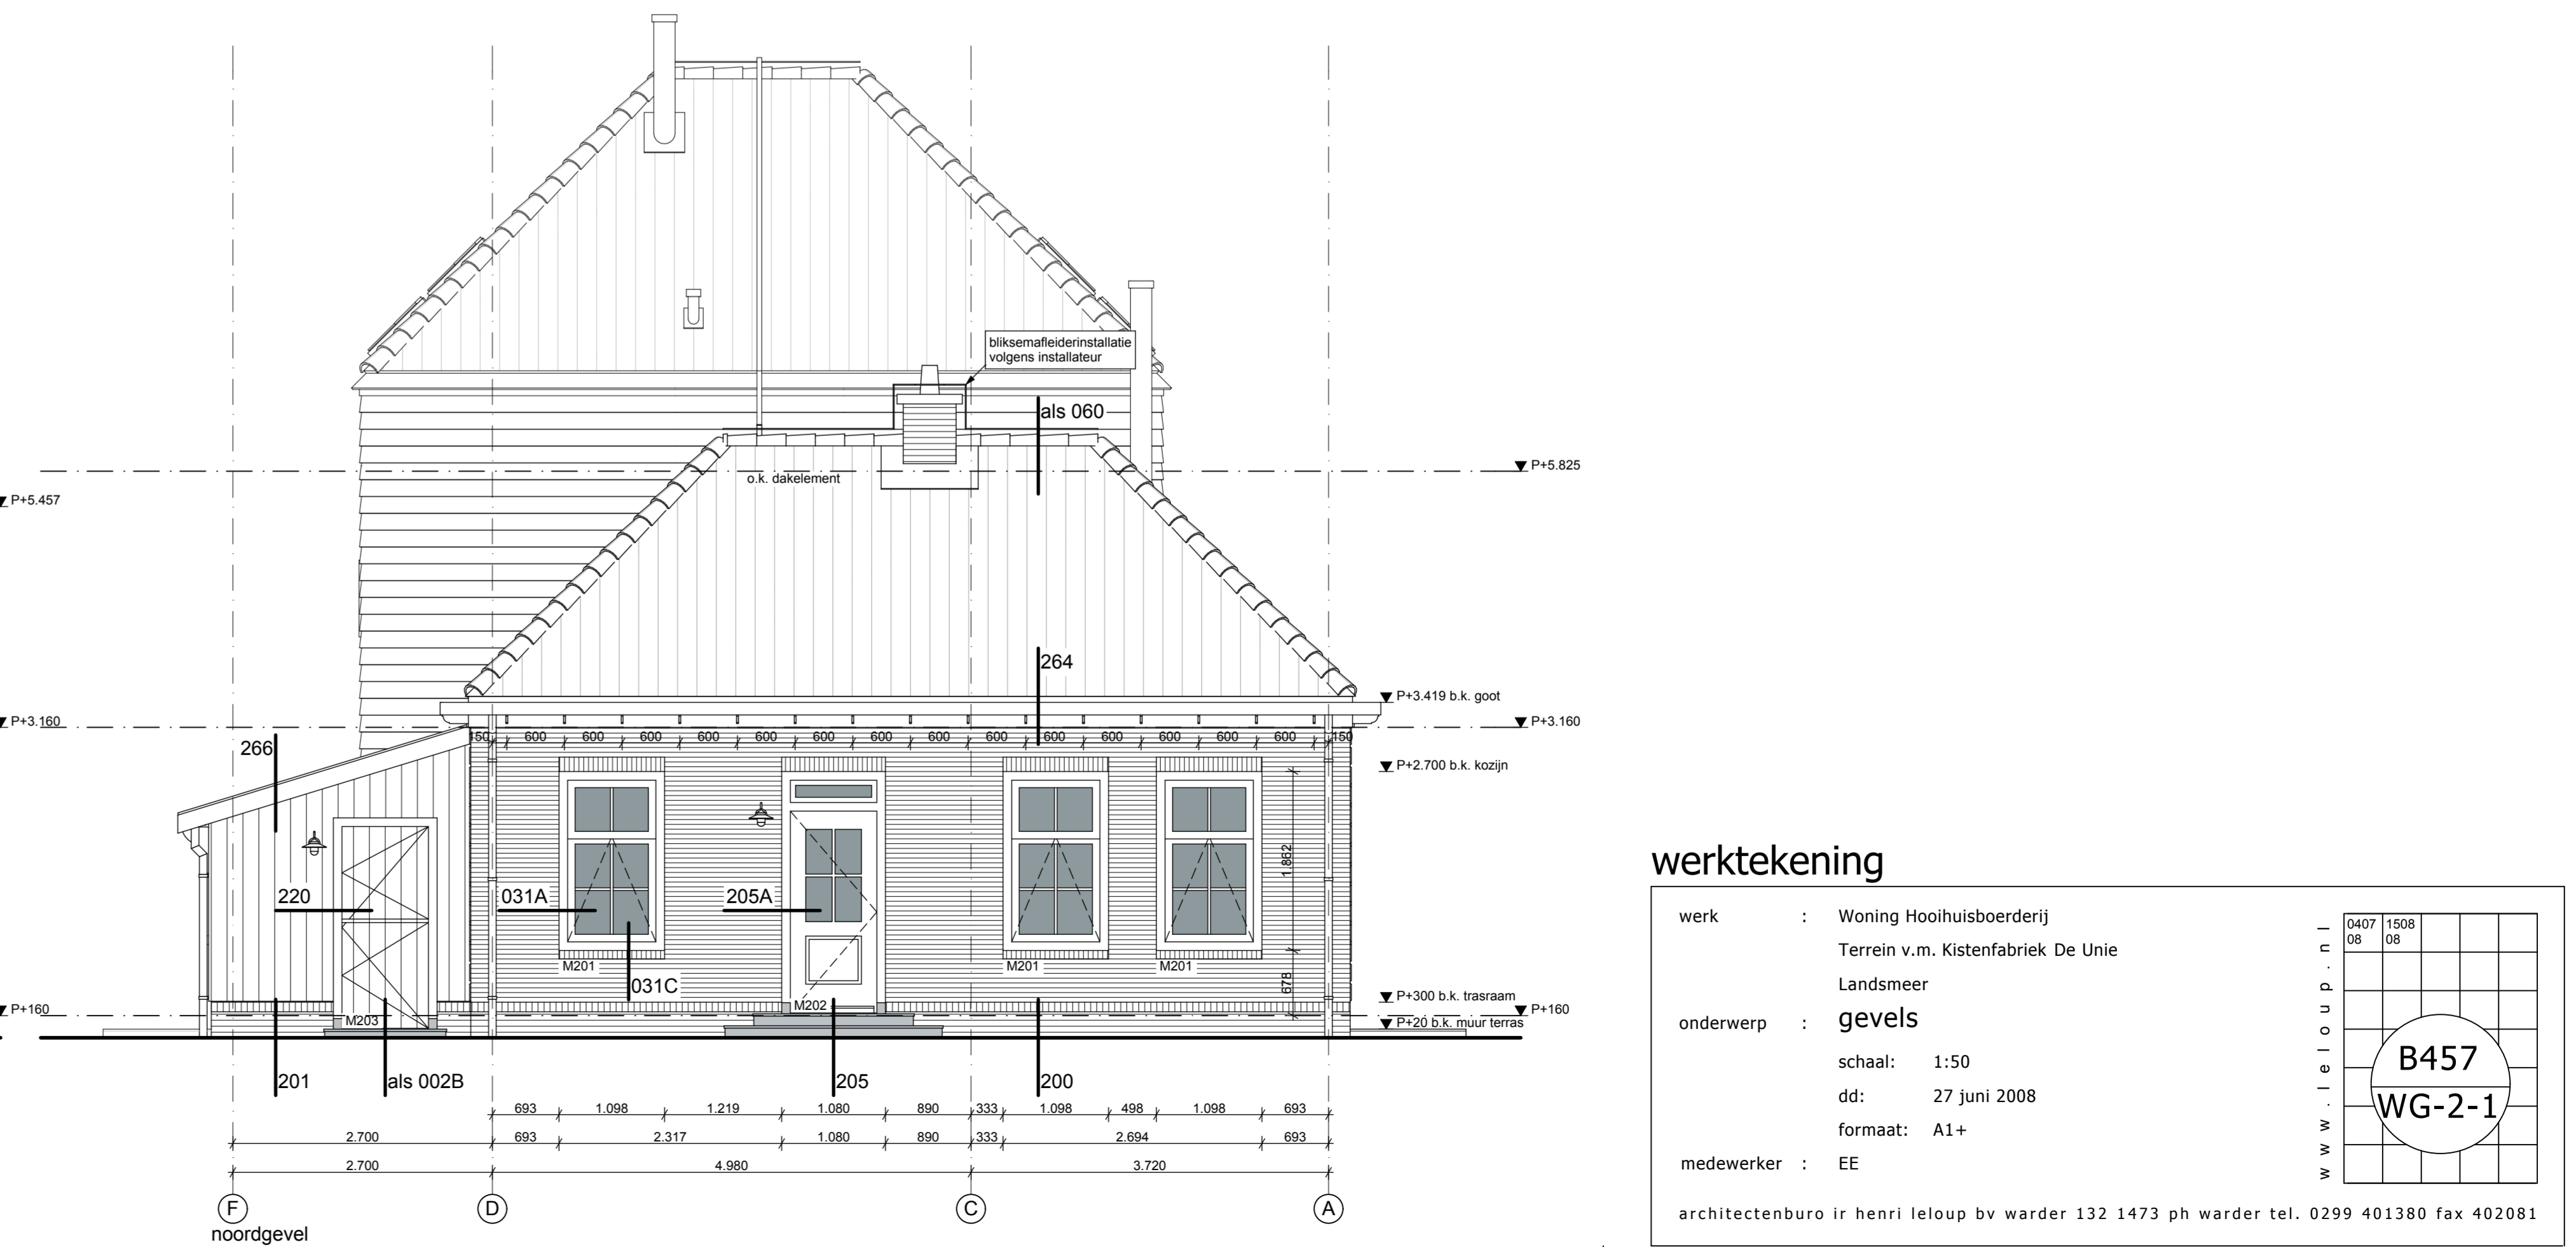 bliksemafleiderinstallatie
volgens installateur
als 060
P+5.825
o.k. dakelement
P+5.457
264
P+3.419 b.k. goot
P+3.160
P+3.160
266
150 600 600 600 600 600 600 600 600 600 600 600 600 600 600 150
P+2.700 b.k. kozijn
1.862
220
031A
205A
M201
M201
M201
031C
678
P+300 b.k. trasraam
M202
P+160
P+160
M203
P+20 b.k. muur terras
201
als 002B
205
200
693 1.098 1.219 1.080 890 333 1.098 498 1.098 693
2.700 693 2.317 1.080 890 333 2.694 693
2.700 4.980 3.720
F D C A
noordgevel
werktekening
werk : Woning Hooihuisboerderij
Terrein v.m. Kistenfabriek De Unie
Landsmeer
onderwerp : gevels
schaal: 1:50
dd: 27 juni 2008
formaat: A1+
medewerker : EE
www.leloup.nl
0407 1508
08 08
B457
WG-2-1
architectenburo ir henri leloup bv warder 132 1473 ph warder tel. 0299 401380 fax 402081